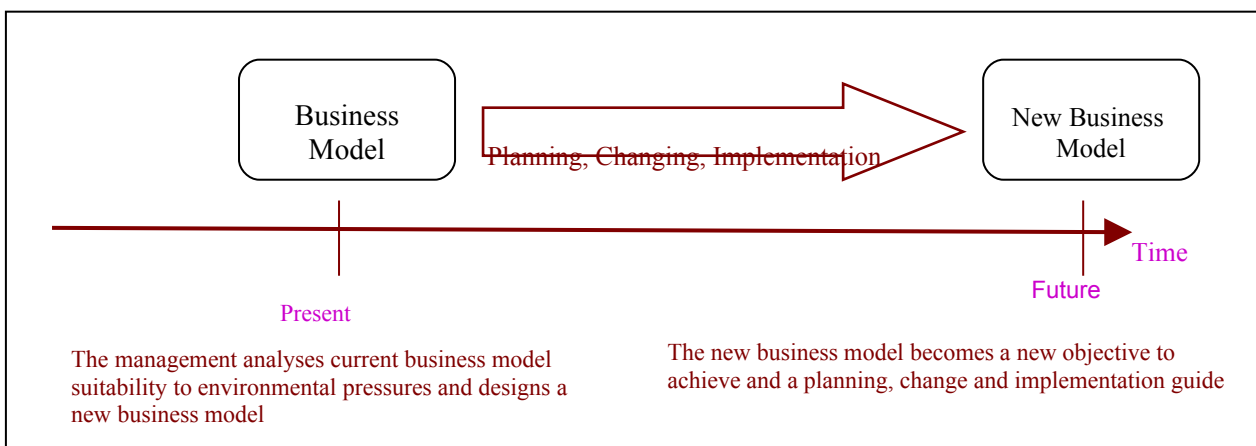 Business
Model
Planning, Changing, Implementation
New Business
Model
Time
Present
Future
The management analyses current business model
suitability to environmental pressures and designs a
new business model
The new business model becomes a new objective to
achieve and a planning, change and implementation guide